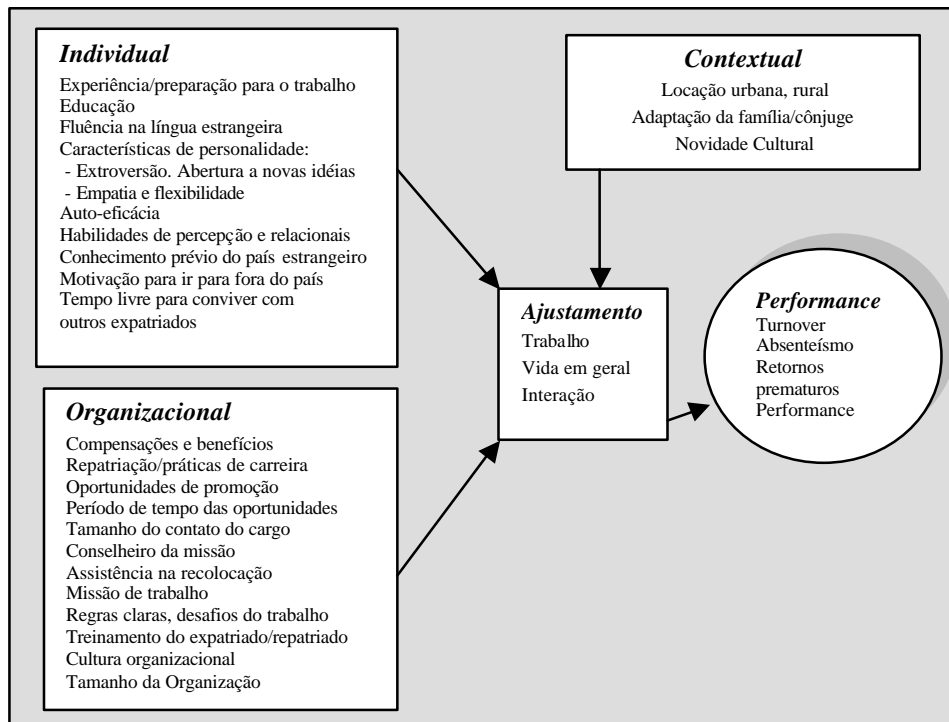 Individual
Experiência/preparação para o trabalho
Educação
Fluência na língua estrangeira
Características de personalidade:
- Extroversão. Abertura a novas idéias
- Empatia e flexibilidade
Auto-eficácia
Habilidades de percepção e relacionais
Conhecimento prévio do país estrangeiro
Motivação para ir para fora do país
Tempo livre para conviver com
outros expatriados
Contextual
Locação urbana, rural
Adaptação da família/cônjuge
Novidade Cultural
Ajustamento
Trabalho
Vida em geral
Interação
Performance
Turnover
Absenteísmo
Retornos
prematuros
Performance
Organizacional
Compensações e benefícios
Repatriação/práticas de carreira
Oportunidades de promoção
Período de tempo das oportunidades
Tamanho do contato do cargo
Conselheiro da missão
Assistência na recolocação
Missão de trabalho
Regras claras, desafios do trabalho
Treinamento do expatriado/repatriado
Cultura organizacional
Tamanho da Organização